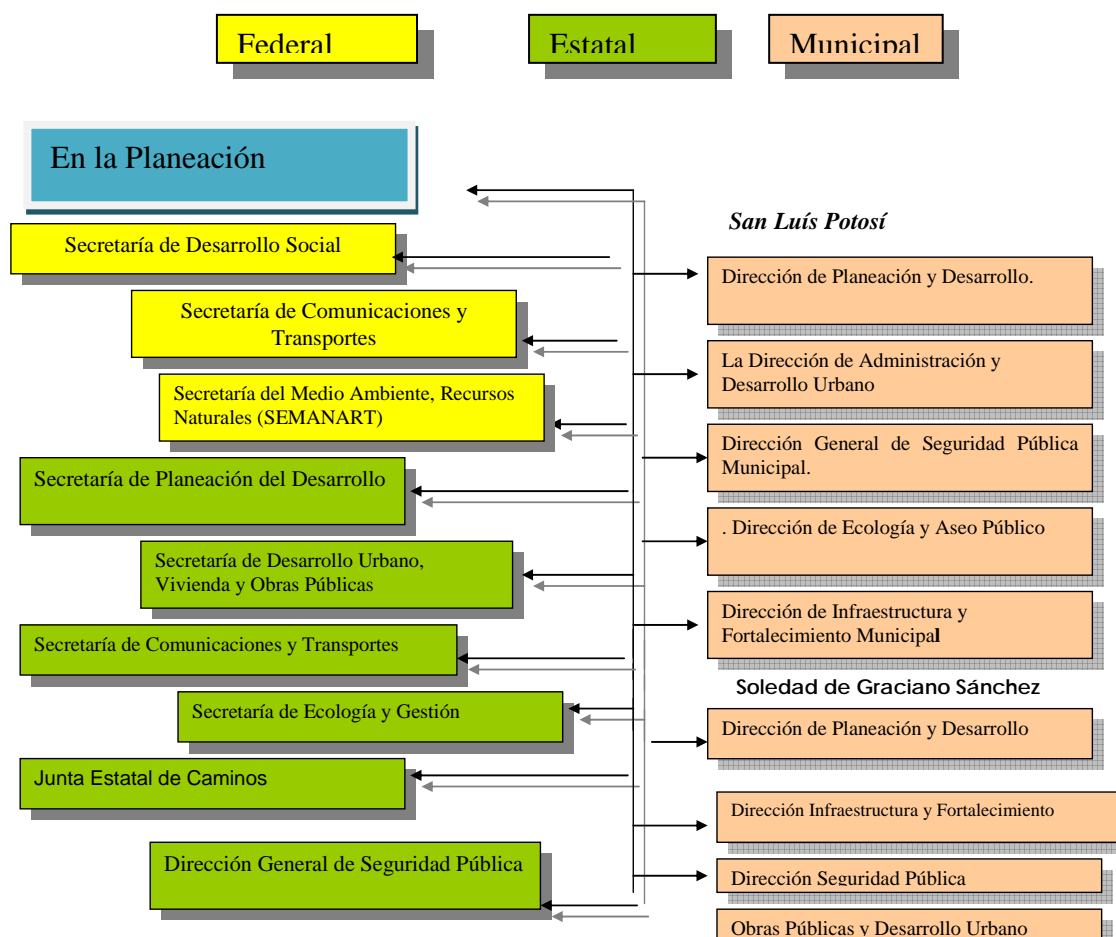 Federal
Estatal
Municipal
En la Planeación
Secretaría de Desarrollo Social
Secretaría de Comunicaciones y
Transportes
Secretaría del Medio Ambiente, Recursos
Naturales (SEMANART)
Secretaría de Planeación del Desarrollo
Secretaría de Desarrollo Urbano,
Vivienda y Obras Públicas
Secretaría de Comunicaciones y Transportes
Secretaría de Ecología y Gestión
Junta Estatal de Caminos
Dirección General de Seguridad Pública
San Luís Potosí
Dirección de Planeación y Desarrollo.
La Dirección de Administración y
Desarrollo Urbano
Dirección General de Seguridad Pública
Municipal.
. Dirección de Ecología y Aseo Público
Dirección de Infraestructura y
Fortalecimiento Municipal
Soledad de Graciano Sánchez
Dirección de Planeación y Desarrollo
Dirección Infraestructura y Fortalecimiento
Dirección Seguridad Pública
Obras Públicas y Desarrollo Urbano